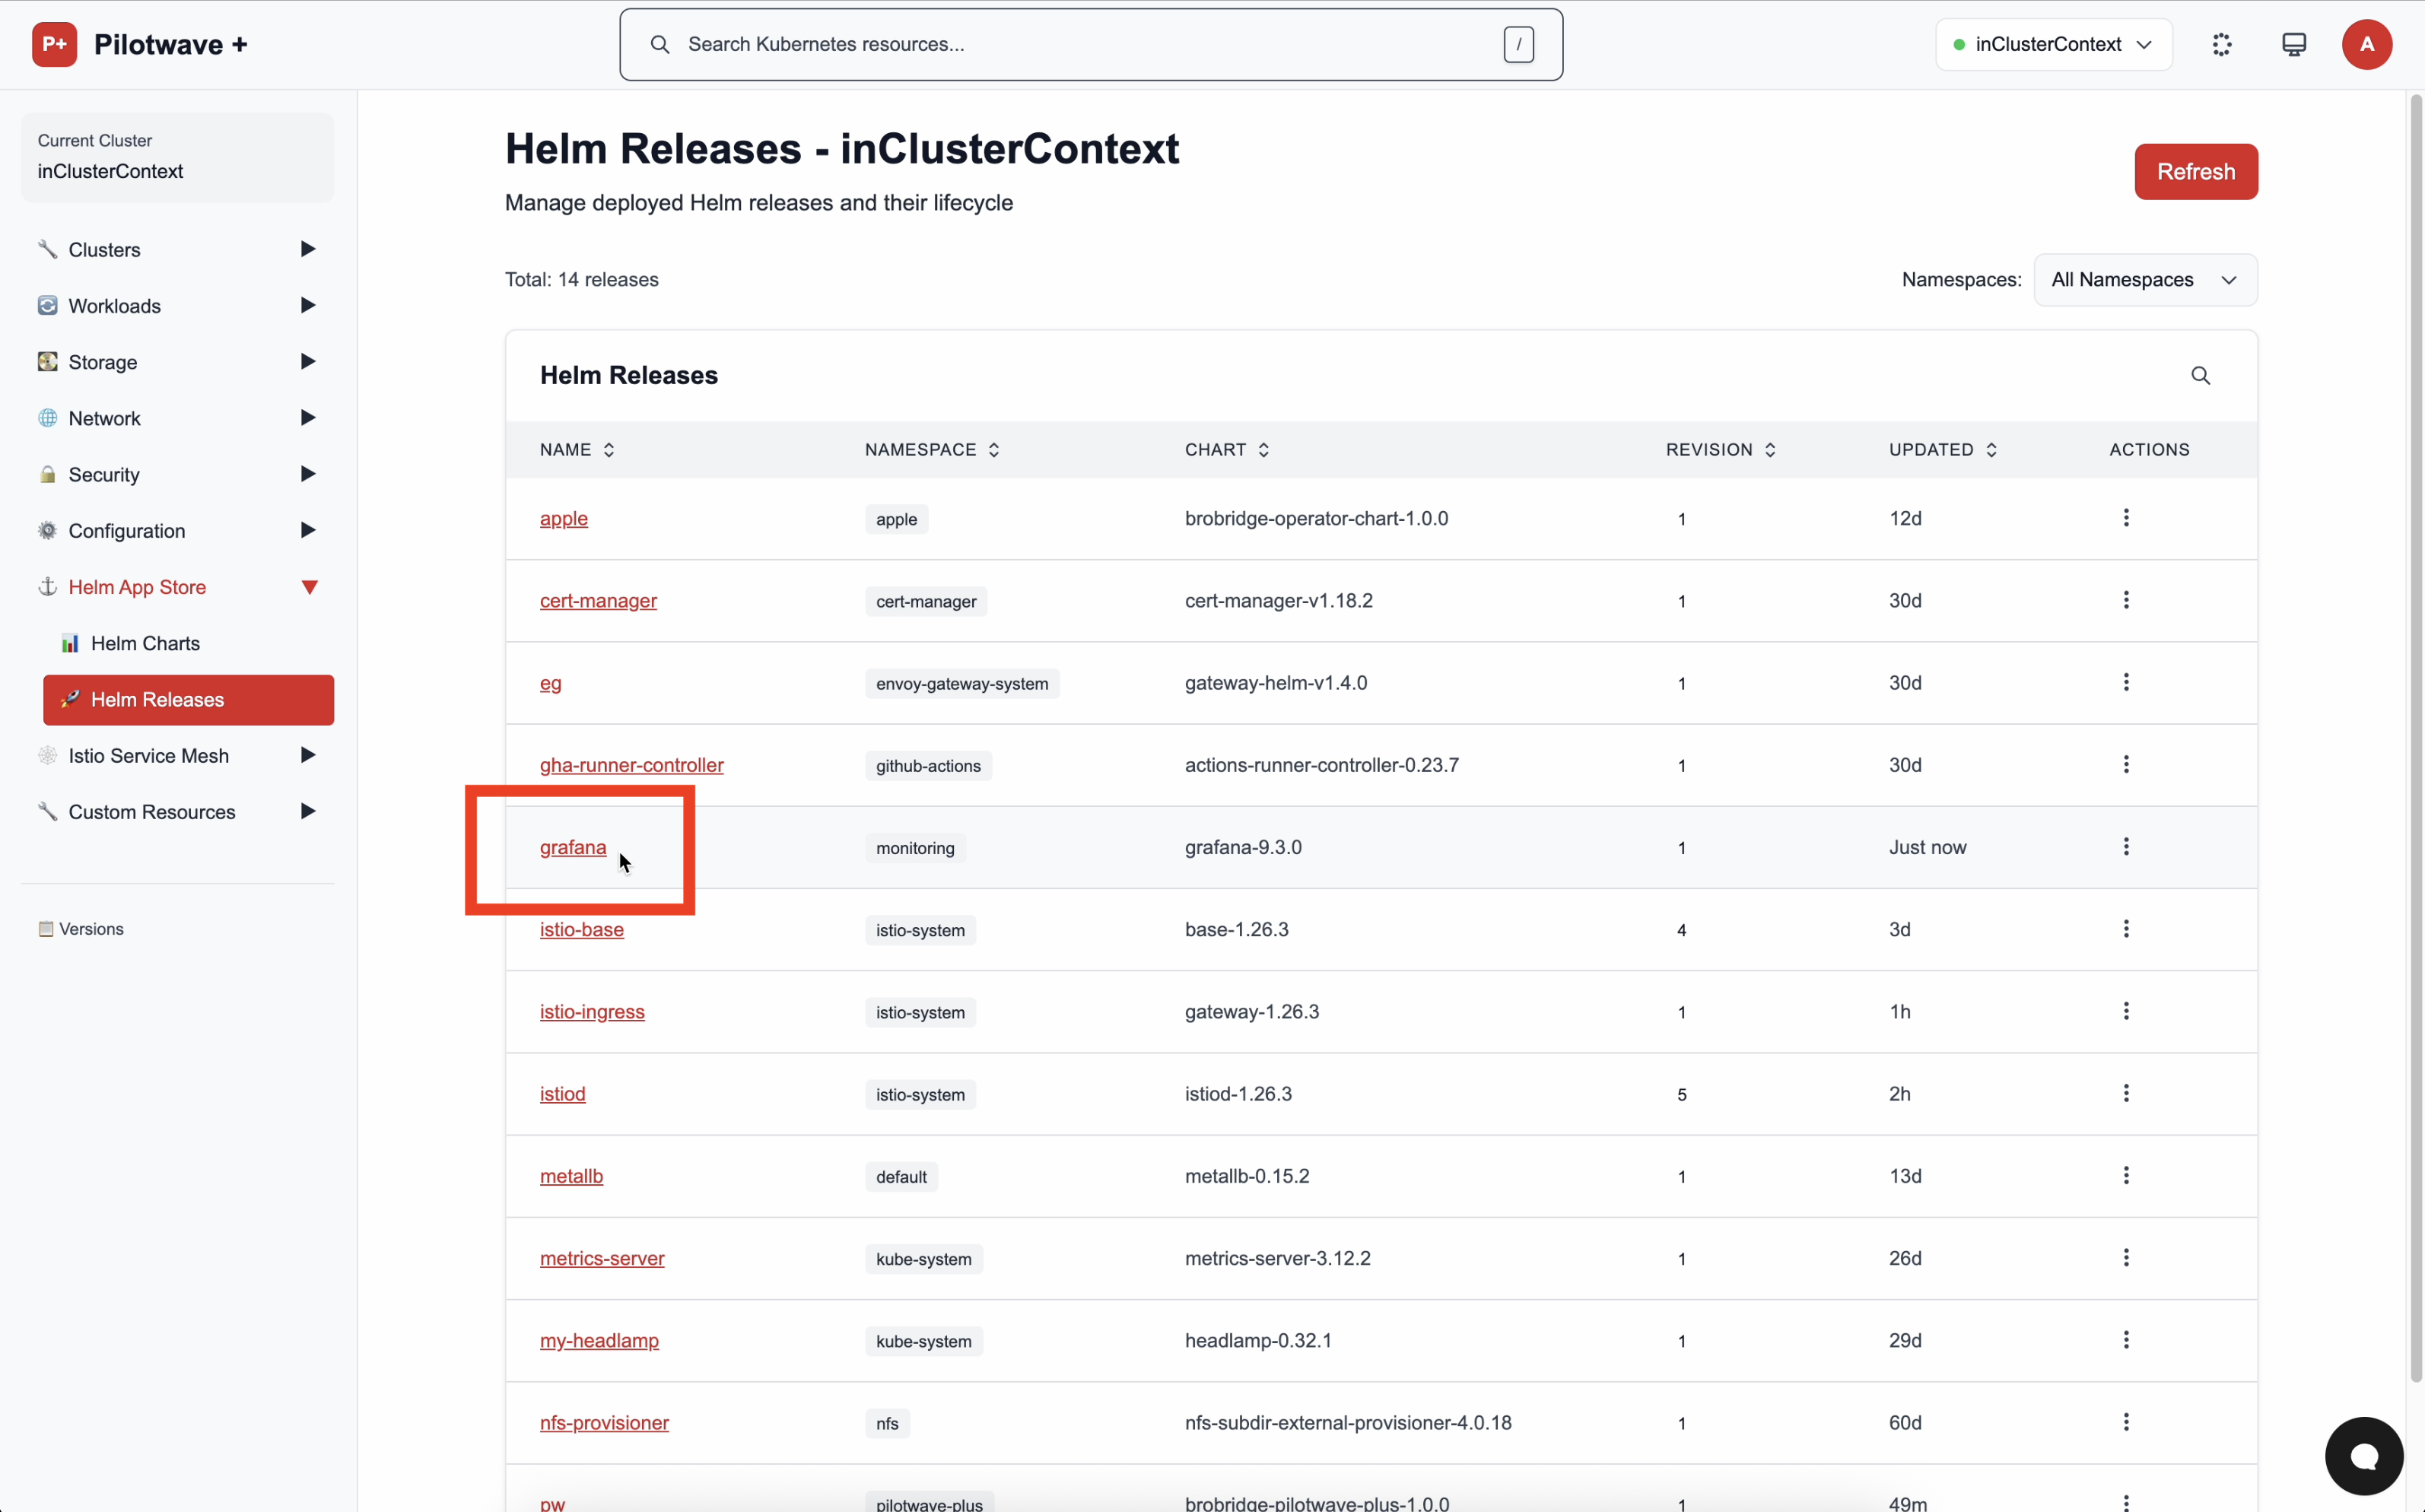 P+ Pilotwave +
Search Kubernetes resources... /
inClusterContext
A
Current Cluster
inClusterContext
Clusters
Workloads
Storage
Network
Security
Configuration
Helm App Store
Helm Charts
Helm Releases
Istio Service Mesh
Custom Resources
Versions
Helm Releases - inClusterContext
Manage deployed Helm releases and their lifecycle
Refresh
Total: 14 releases
Namespaces: All Namespaces
Helm Releases
NAME NAMESPACE CHART REVISION UPDATED ACTIONS
apple apple brobridge-operator-chart-1.0.0 1 12d
cert-manager cert-manager cert-manager-v1.18.2 1 30d
eg envoy-gateway-system gateway-helm-v1.4.0 1 30d
gha-runner-controller github-actions actions-runner-controller-0.23.7 1 30d
grafana monitoring grafana-9.3.0 1 Just now
istio-base istio-system base-1.26.3 4 3d
istio-ingress istio-system gateway-1.26.3 1 1h
istiod istio-system istiod-1.26.3 5 2h
metallb default metallb-0.15.2 1 13d
metrics-server kube-system metrics-server-3.12.2 1 26d
my-headlamp kube-system headlamp-0.32.1 1 29d
nfs-provisioner nfs nfs-subdir-external-provisioner-4.0.18 1 60d
pw pilotwave-plus brobridge-pilotwave-plus-1.0.0 1 49m